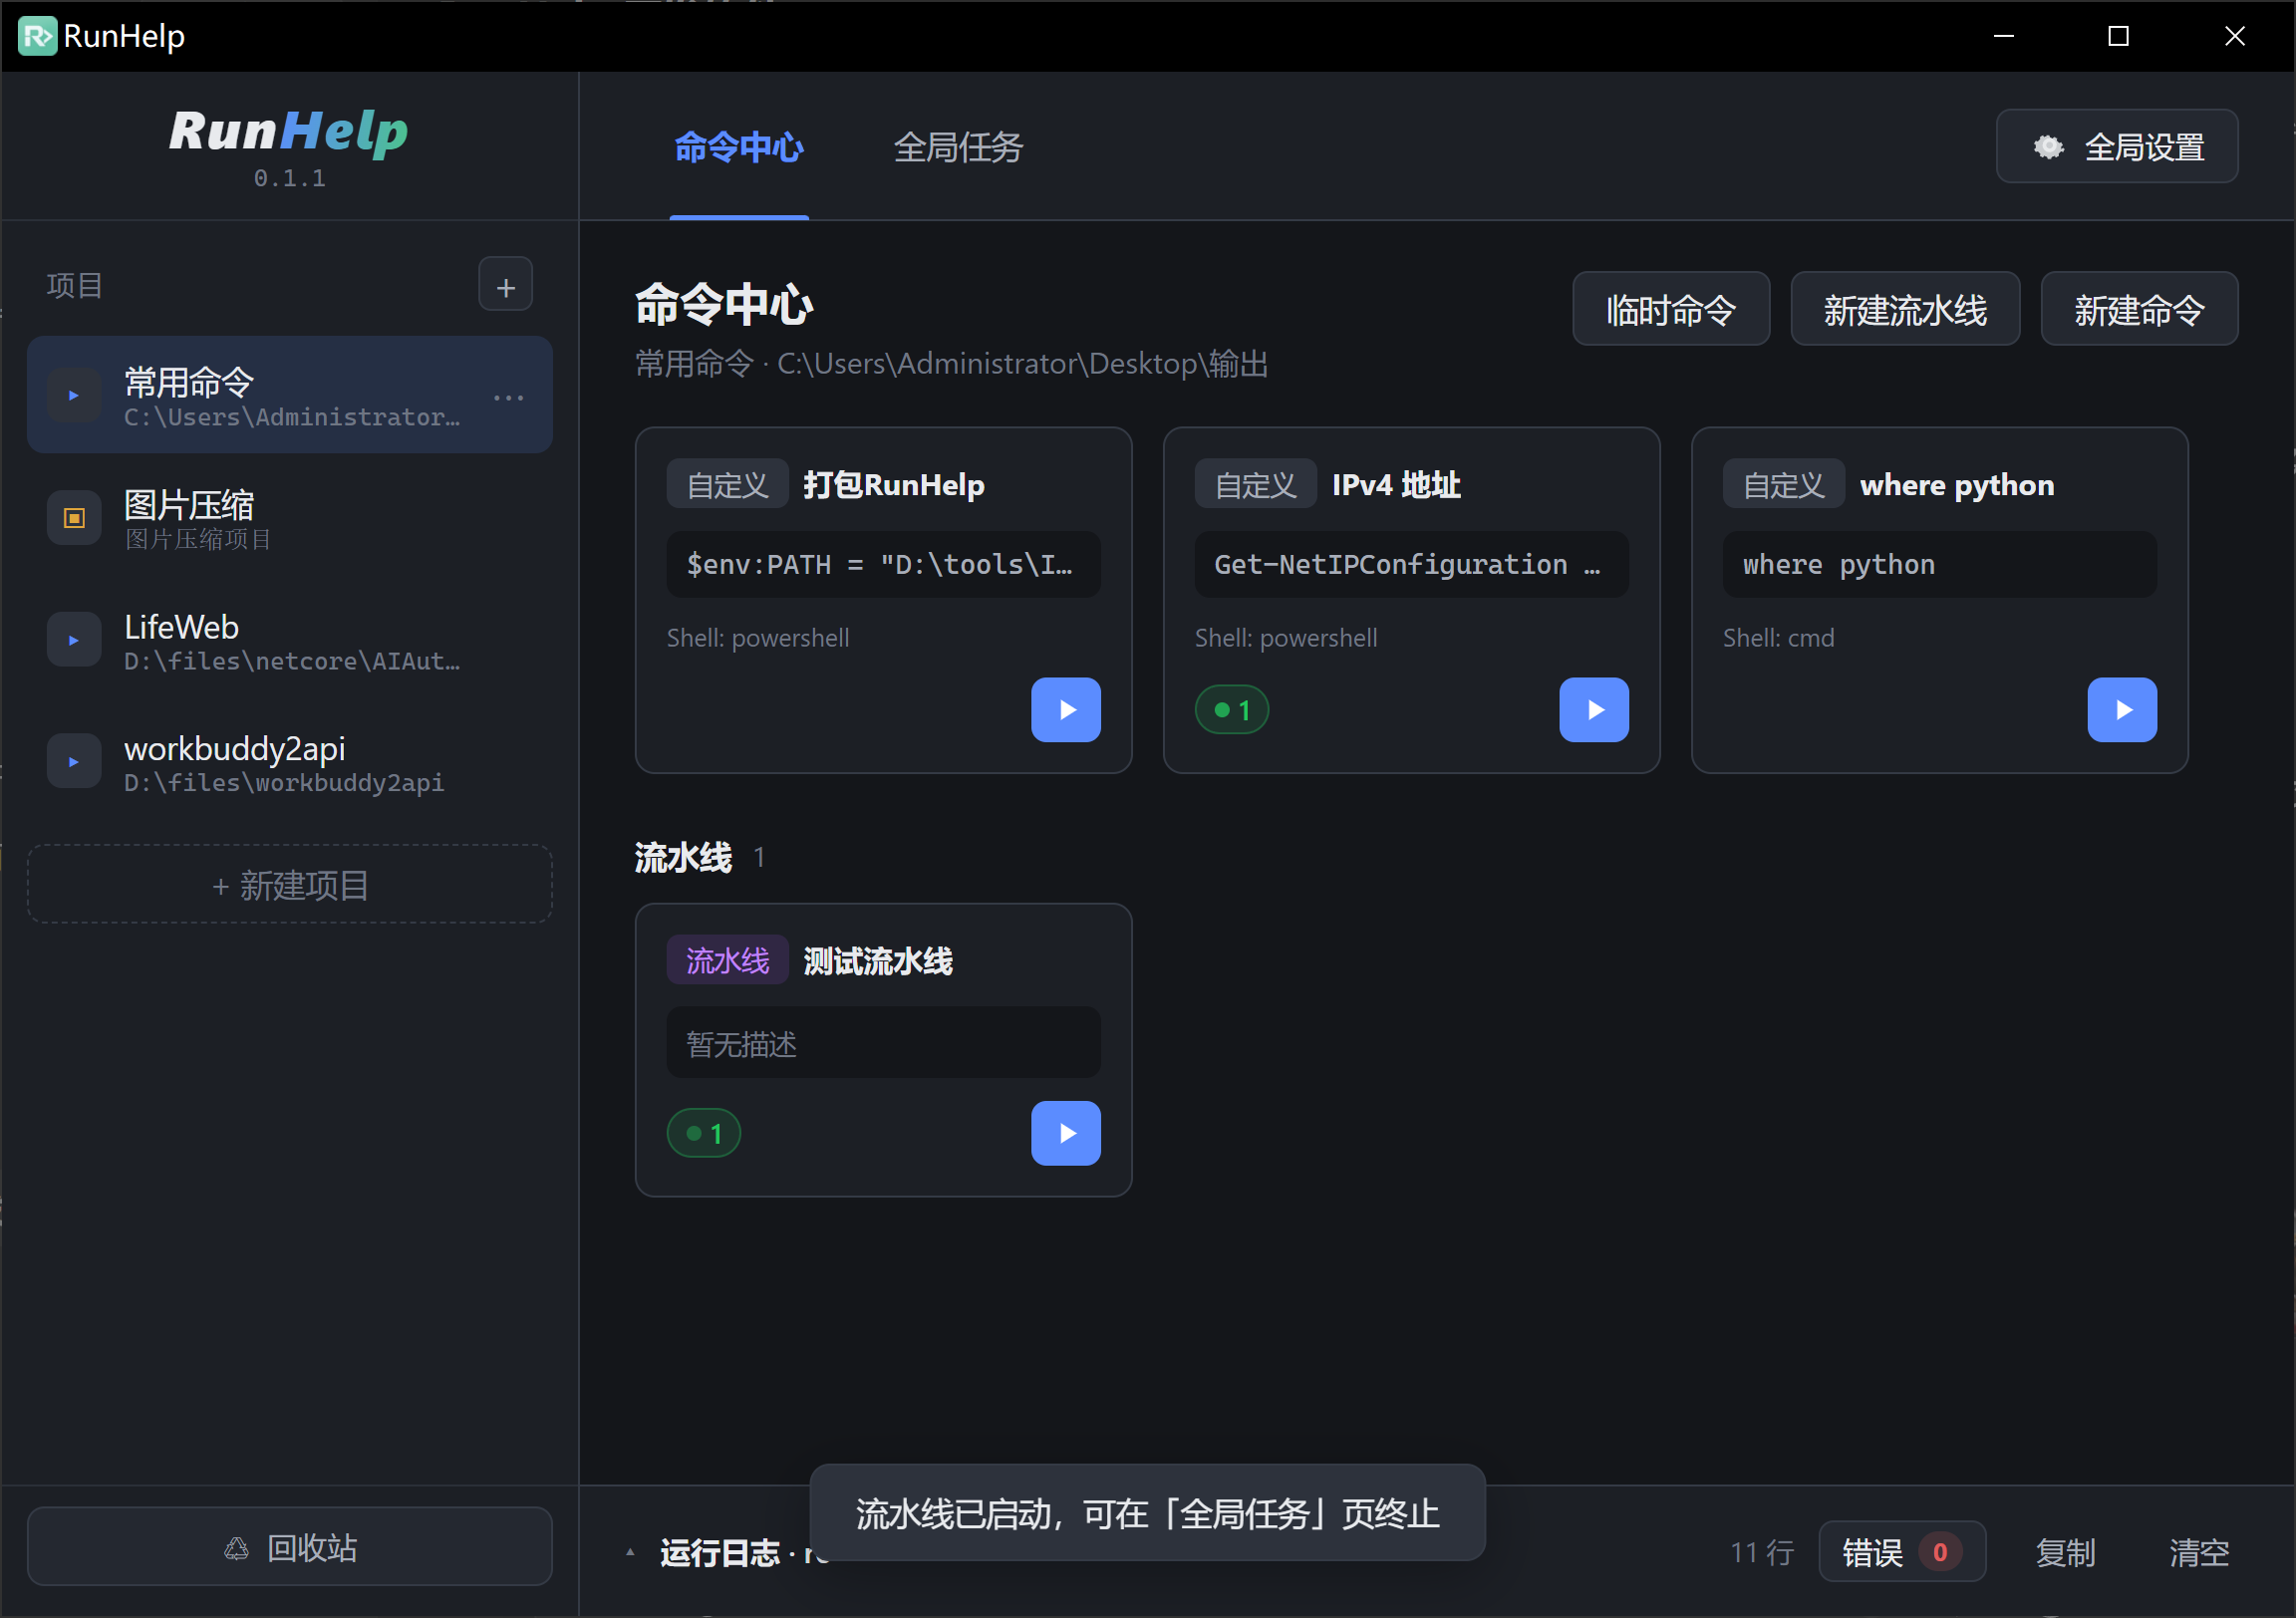 RunHelp
RunHelp
0.1.1
命令中心
全局任务
全局设置
项目
+
常用命令
C:\Users\Administrator…
...
图片压缩
图片压缩项目
LifeWeb
D:\files\netcore\AIAut…
workbuddy2api
D:\files\workbuddy2api
+ 新建项目
回收站
命令中心
常用命令 · C:\Users\Administrator\Desktop\输出
临时命令
新建流水线
新建命令
自定义 打包RunHelp
$env:PATH = "D:\tools\I…
Shell: powershell
自定义 IPv4 地址
Get-NetIPConfiguration …
Shell: powershell
1
自定义 where python
where python
Shell: cmd
流水线 1
流水线 测试流水线
暂无描述
1
流水线已启动，可在「全局任务」页终止
运行日志 ·
11 行
错误 0
复制
清空